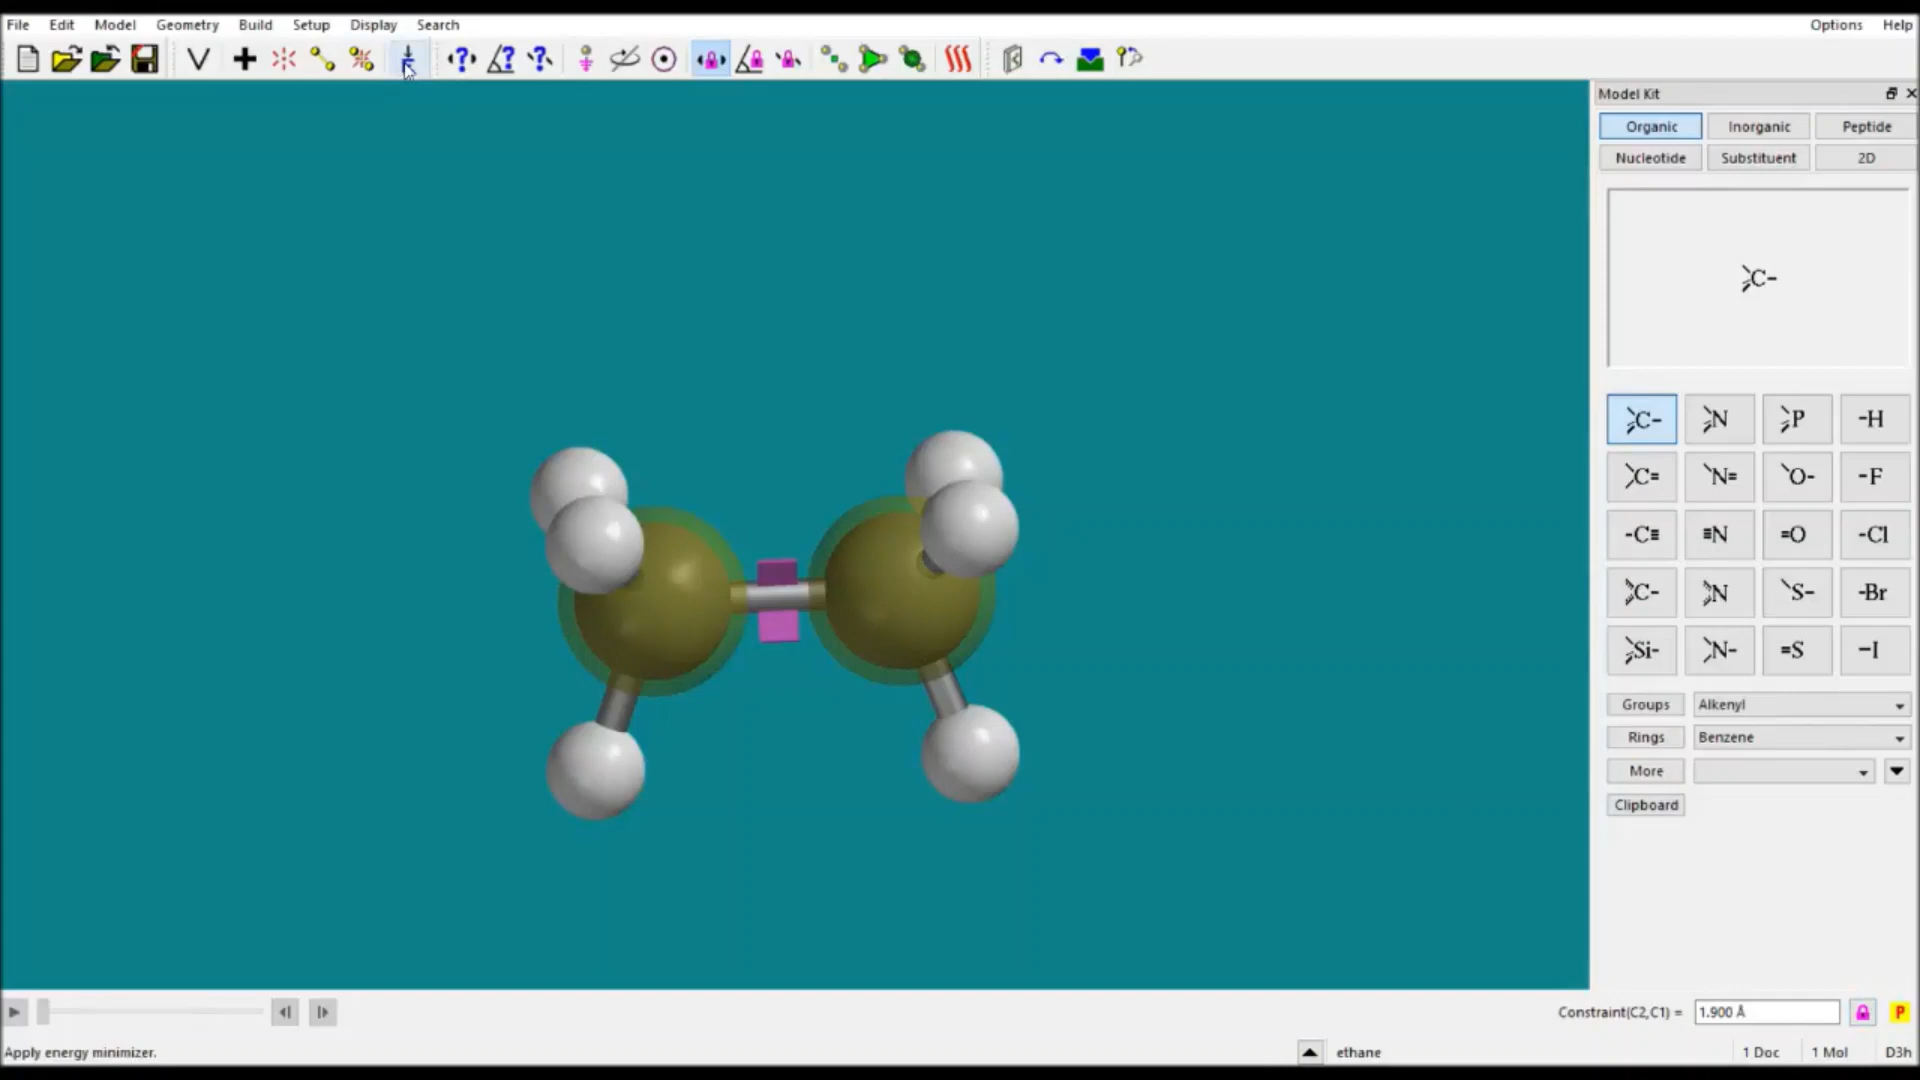 File Edit Model Geometry Build Setup Display Search Options Help
Model Kit
Organic Inorganic Peptide
Nucleotide Substituent 2D
C-
C- N P -H
C= N= O- -F
-C≡ ≡N =O -Cl
C- N S- -Br
Si- N- =S -I
Groups Alkenyl
Rings Benzene
More
Clipboard
Constraint(C2,C1) = 1.900 Å P
Apply energy minimizer. ethane 1 Doc 1 Mol D3h